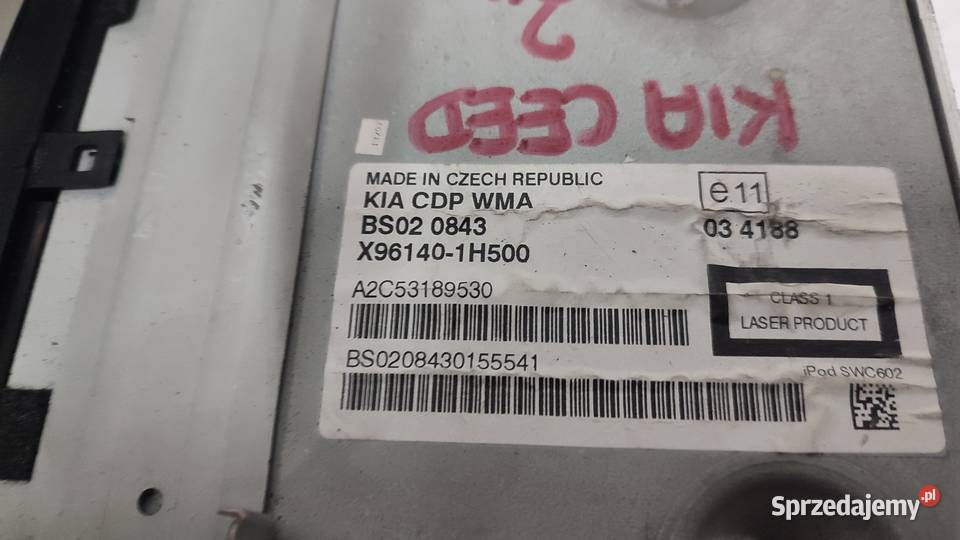 KIA CEED
MADE IN CZECH REPUBLIC
KIA CDP WMA
BS02 0843
X96140-1H500
e11
03 4188
A2C53189530
CLASS 1
LASER PRODUCT
BS0208430155541
iPod SWC602
Sprzedajemy.pl